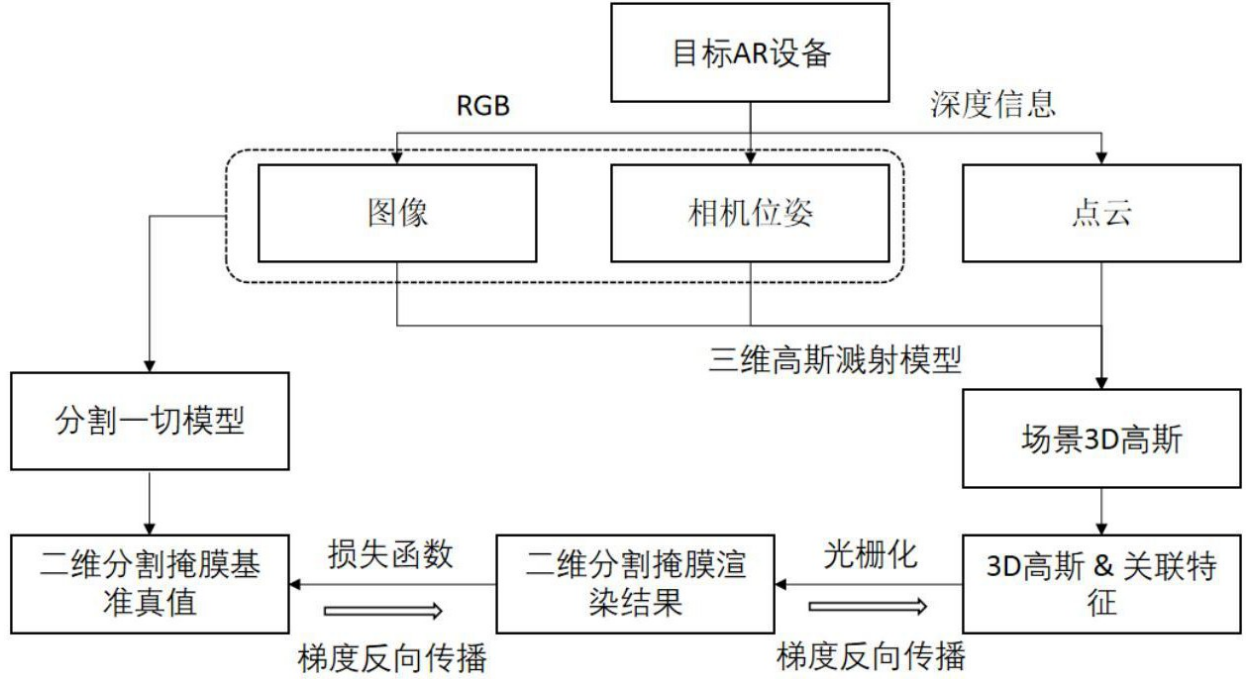 目标AR设备
RGB
深度信息
图像
相机位姿
点云
三维高斯溅射模型
分割一切模型
场景3D高斯
二维分割掩膜基
准真值
损失函数
梯度反向传播
二维分割掩膜渲
染结果
光栅化
梯度反向传播
3D高斯 & 关联特
征